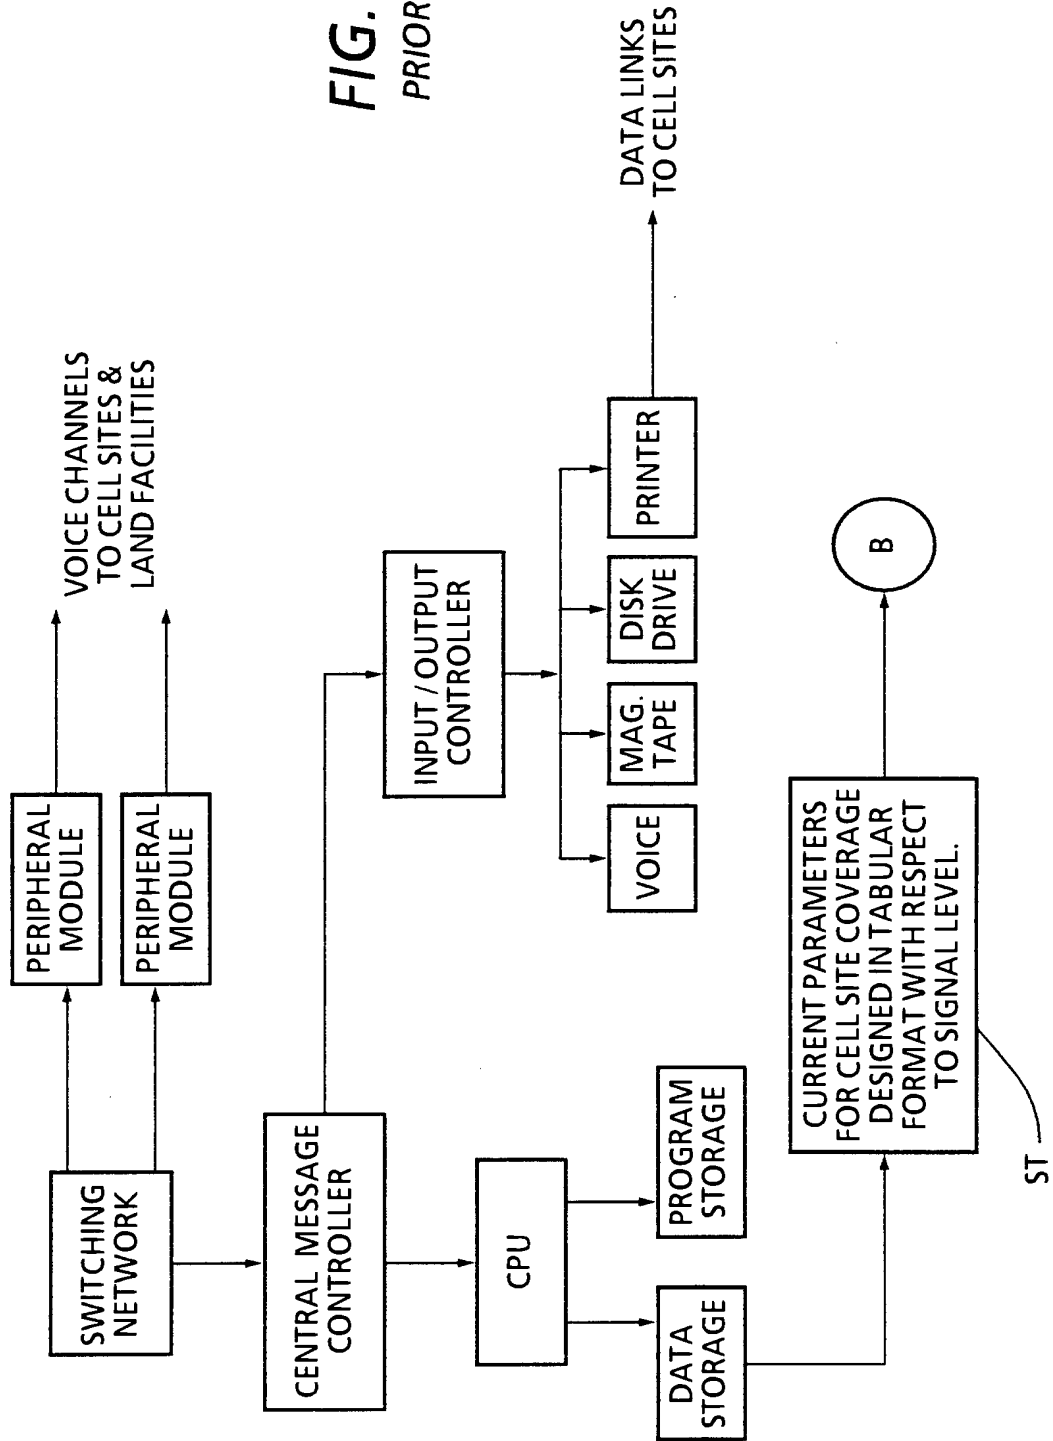 FIG.
PRIOR
VOICE CHANNELS
TO CELL SITES &
LAND FACILITIES
PERIPHERAL
MODULE
PERIPHERAL
MODULE
SWITCHING
NETWORK
CENTRAL MESSAGE
CONTROLLER
INPUT / OUTPUT
CONTROLLER
DATA LINKS
TO CELL SITES
CPU
VOICE
MAG.
TAPE
DISK
DRIVE
PRINTER
DATA
STORAGE
PROGRAM
STORAGE
CURRENT PARAMETERS
FOR CELL SITE COVERAGE
DESIGNED IN TABULAR
FORMAT WITH RESPECT
TO SIGNAL LEVEL.
B
ST